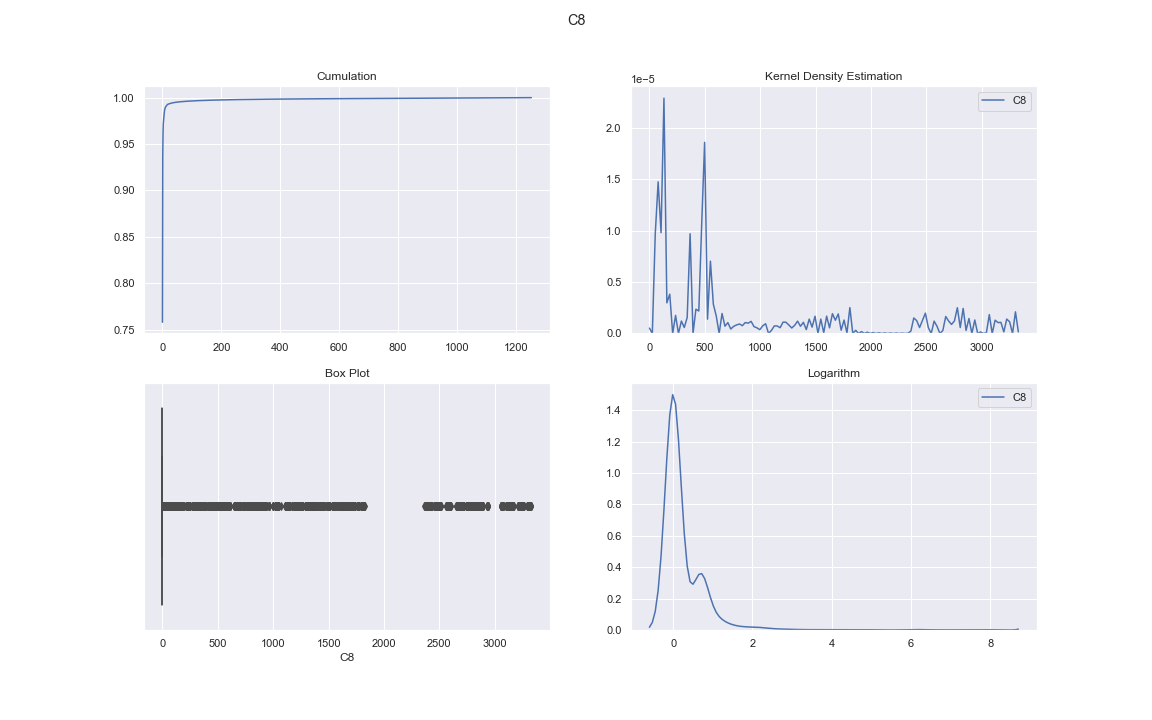 C8
Cumulation
1.00
0.95
0.90
0.85
0.80
0.75
0 200 400 600 800 1000 1200
Kernel Density Estimation
1e−5
C8
2.0
1.5
1.0
0.5
0.0
0 500 1000 1500 2000 2500 3000
Box Plot
0 500 1000 1500 2000 2500 3000
C8
Logarithm
C8
1.4
1.2
1.0
0.8
0.6
0.4
0.2
0.0
0 2 4 6 8